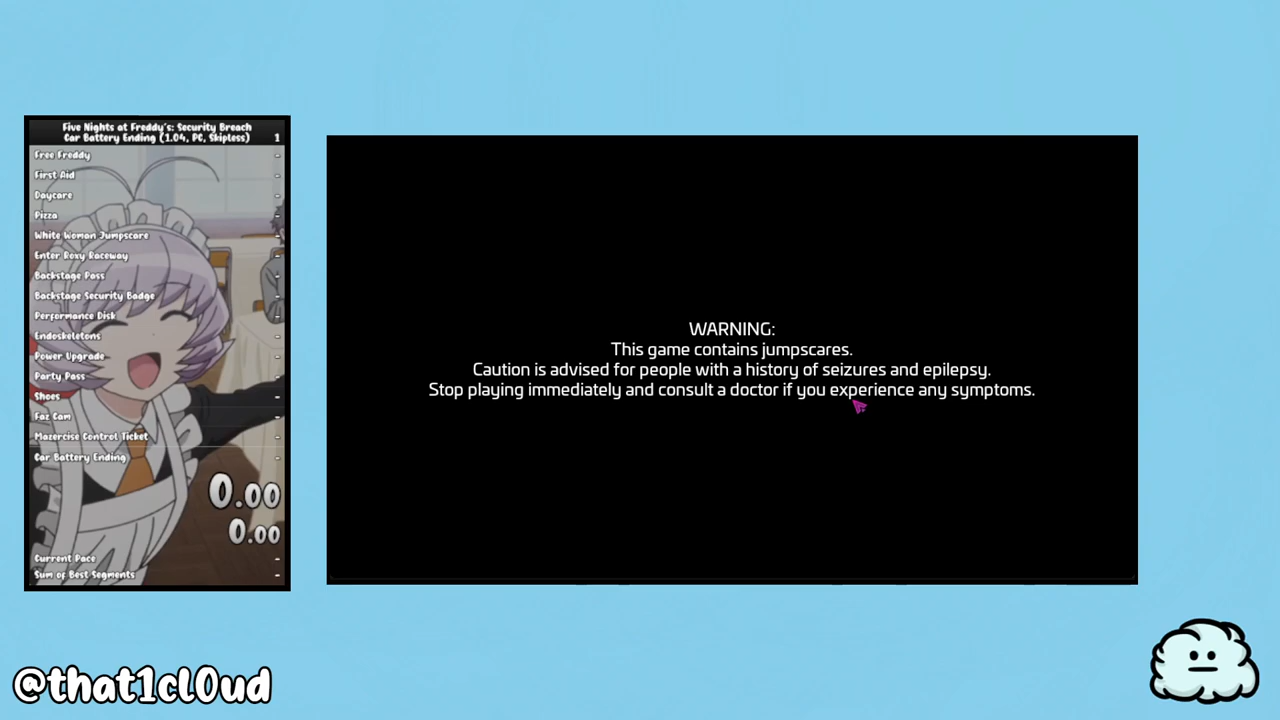 Five Nights at Freddy's: Security Breach
Car Battery Ending (1.04, PC, Skipless) 1
Free Freddy -
First Aid -
Daycare -
Pizza -
White Woman Jumpscare -
Enter Roxy Raceway -
Backstage Pass -
Backstage Security Badge -
Performance Disk -
Endoskeletons -
Power Upgrade -
Party Pass -
Shoes -
Faz Cam -
Mazercise Control Ticket -
Car Battery Ending -
0.00
0.00
Current Pace -
Sum of Best Segments -
WARNING:
This game contains jumpscares.
Caution is advised for people with a history of seizures and epilepsy.
Stop playing immediately and consult a doctor if you experience any symptoms.
@that1cl0ud